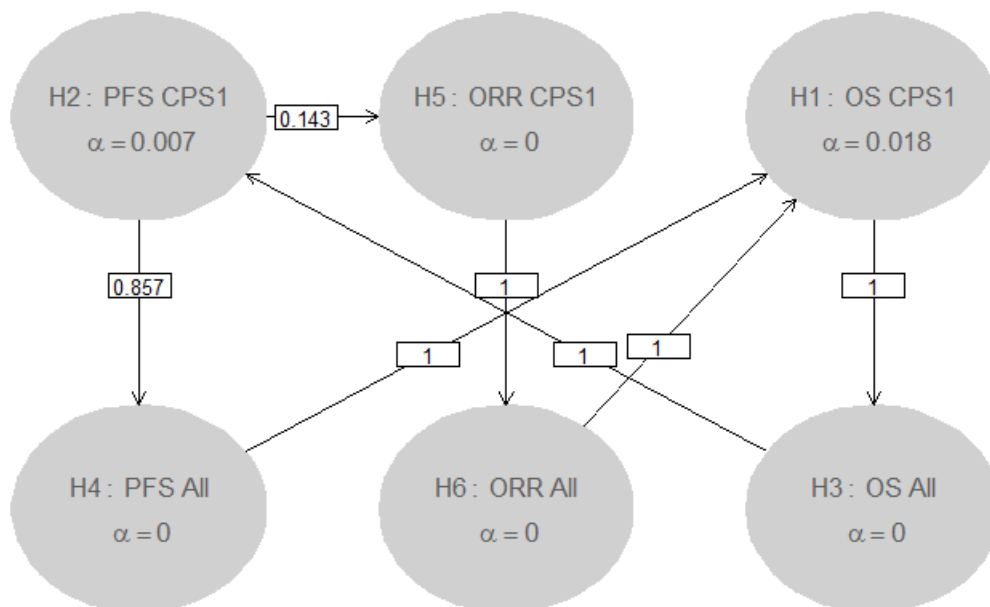 H2 : PFS CPS1
α = 0.007
0.143
H5 : ORR CPS1
α = 0
H1 : OS CPS1
α = 0.018
0.857
1
1
1
1
1
H4 : PFS All
α = 0
H6 : ORR All
α = 0
H3 : OS All
α = 0